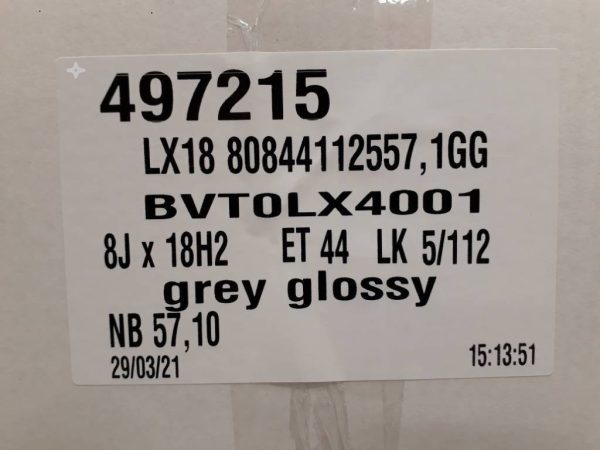 497215
LX18 80844112557,1GG
BVT0LX4001
8J x 18H2 ET 44 LK 5/112
grey glossy
NB 57,10
29/03/21 15:13:51